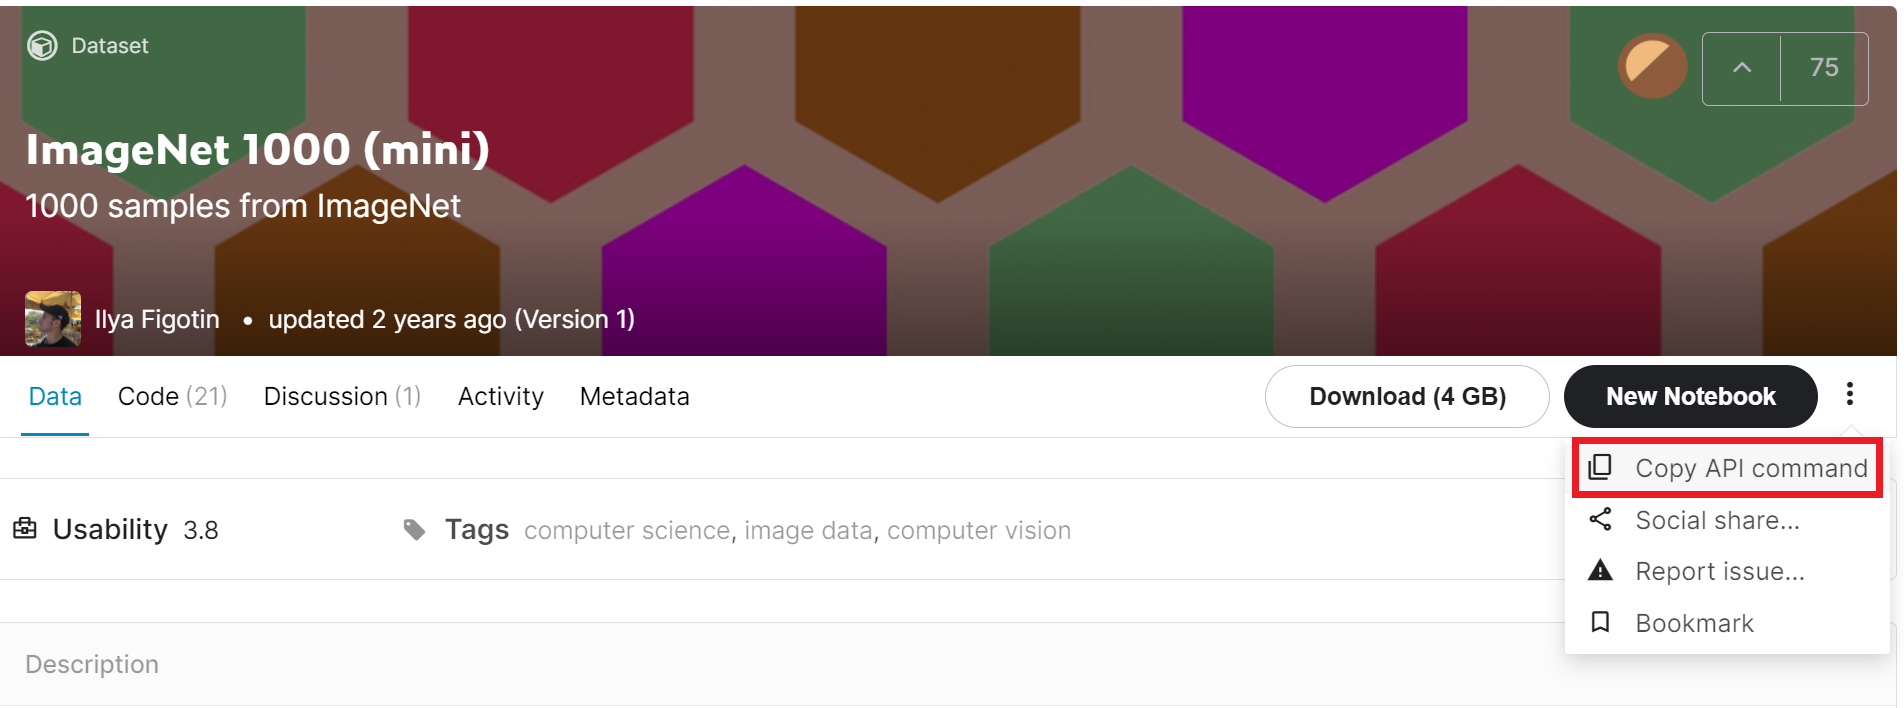 Dataset
75
ImageNet 1000 (mini)
1000 samples from ImageNet
Ilya Figotin • updated 2 years ago (Version 1)
Data Code (21) Discussion (1) Activity Metadata Download (4 GB) New Notebook
Copy API command
Social share...
Usability 3.8 Tags computer science, image data, computer vision
Report issue...
Bookmark
Description